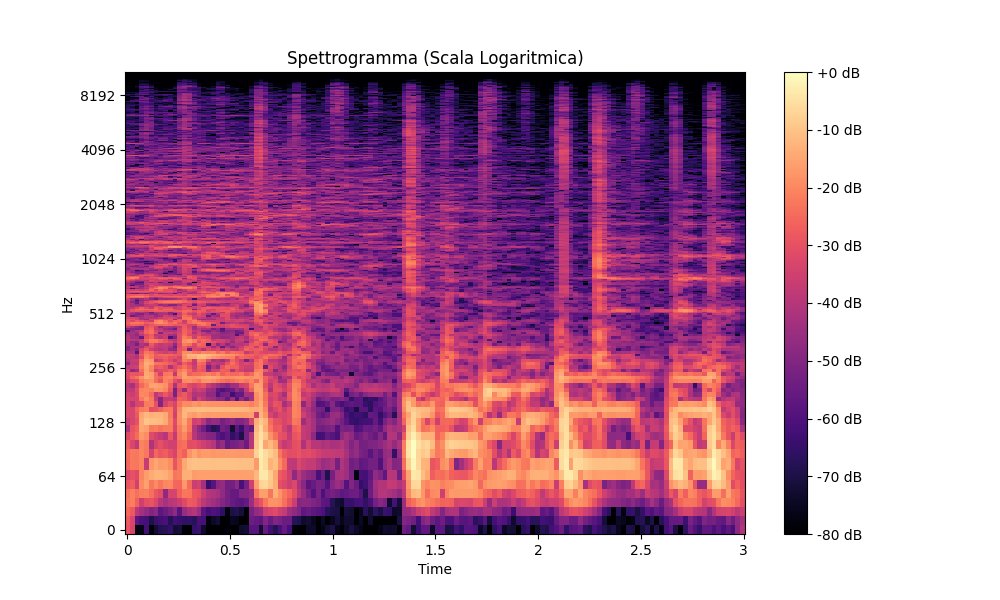 Spettrogramma (Scala Logaritmica)
Hz
8192
4096
2048
1024
512
256
128
64
0
0 0.5 1 1.5 2 2.5 3
Time
+0 dB
-10 dB
-20 dB
-30 dB
-40 dB
-50 dB
-60 dB
-70 dB
-80 dB